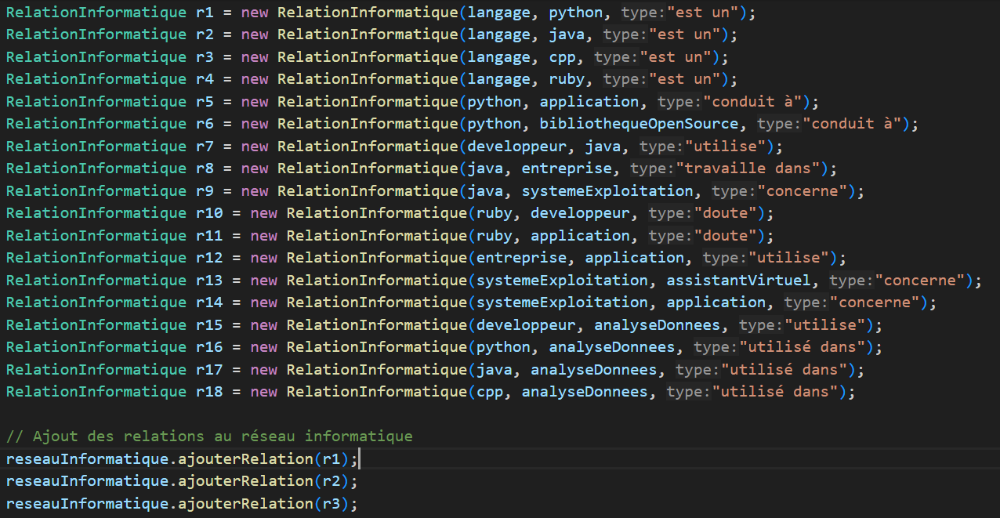 RelationInformatique r1 = new RelationInformatique(langage, python, type:"est un");
RelationInformatique r2 = new RelationInformatique(langage, java, type:"est un");
RelationInformatique r3 = new RelationInformatique(langage, cpp, type:"est un");
RelationInformatique r4 = new RelationInformatique(langage, ruby, type:"est un");
RelationInformatique r5 = new RelationInformatique(python, application, type:"conduit à");
RelationInformatique r6 = new RelationInformatique(python, bibliothequeOpenSource, type:"conduit à");
RelationInformatique r7 = new RelationInformatique(developpeur, java, type:"utilise");
RelationInformatique r8 = new RelationInformatique(java, entreprise, type:"travaille dans");
RelationInformatique r9 = new RelationInformatique(java, systemeExploitation, type:"concerne");
RelationInformatique r10 = new RelationInformatique(ruby, developpeur, type:"doute");
RelationInformatique r11 = new RelationInformatique(ruby, application, type:"doute");
RelationInformatique r12 = new RelationInformatique(entreprise, application, type:"utilise");
RelationInformatique r13 = new RelationInformatique(systemeExploitation, assistantVirtuel, type:"concerne");
RelationInformatique r14 = new RelationInformatique(systemeExploitation, application, type:"concerne");
RelationInformatique r15 = new RelationInformatique(developpeur, analyseDonnees, type:"utilise");
RelationInformatique r16 = new RelationInformatique(python, analyseDonnees, type:"utilisé dans");
RelationInformatique r17 = new RelationInformatique(java, analyseDonnees, type:"utilisé dans");
RelationInformatique r18 = new RelationInformatique(cpp, analyseDonnees, type:"utilisé dans");
// Ajout des relations au réseau informatique
reseauInformatique.ajouterRelation(r1);
reseauInformatique.ajouterRelation(r2);
reseauInformatique.ajouterRelation(r3);